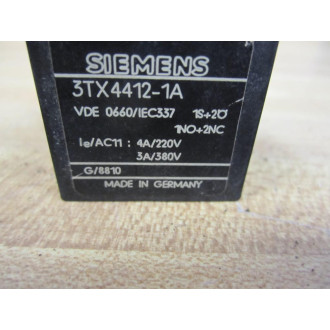 SIEMENS
3TX4412-1A
VDE 0660/IEC337 1S+2Ö
1NO+2NC
Ie/AC11: 4A/220V
3A/380V
G/8810
MADE IN GERMANY